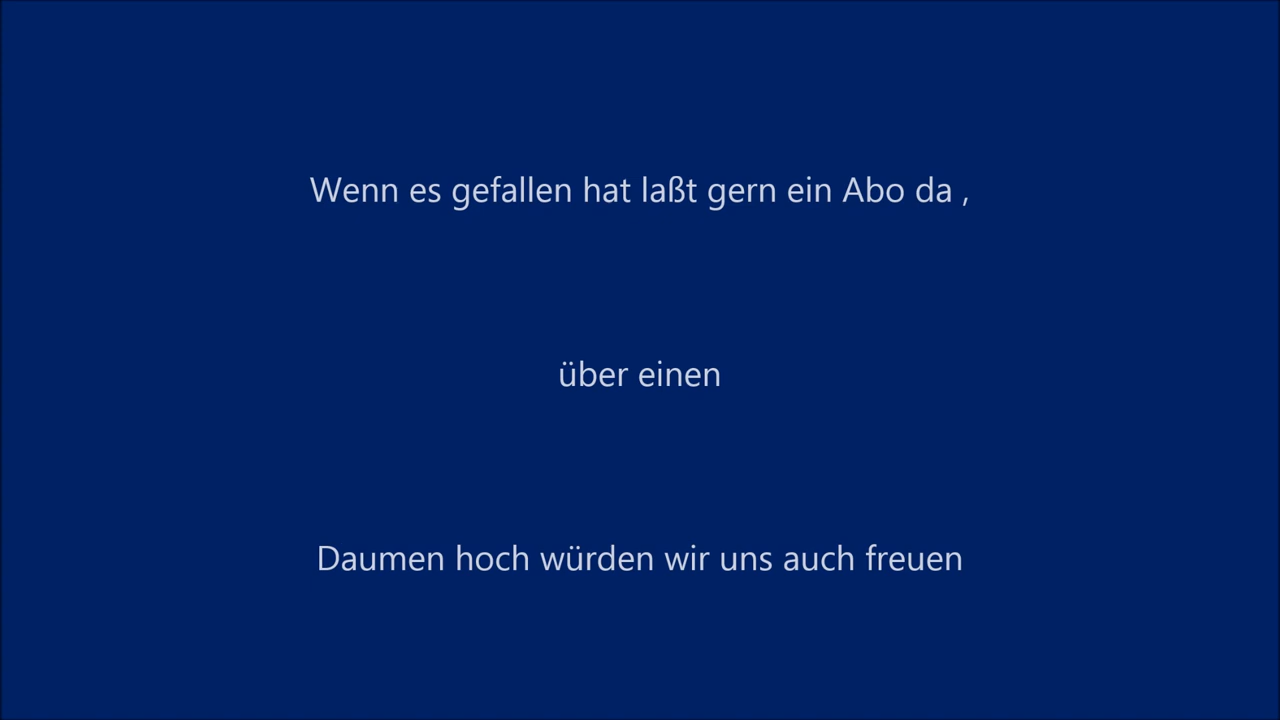 Wenn es gefallen hat laßt gern ein Abo da ,
über einen
Daumen hoch würden wir uns auch freuen